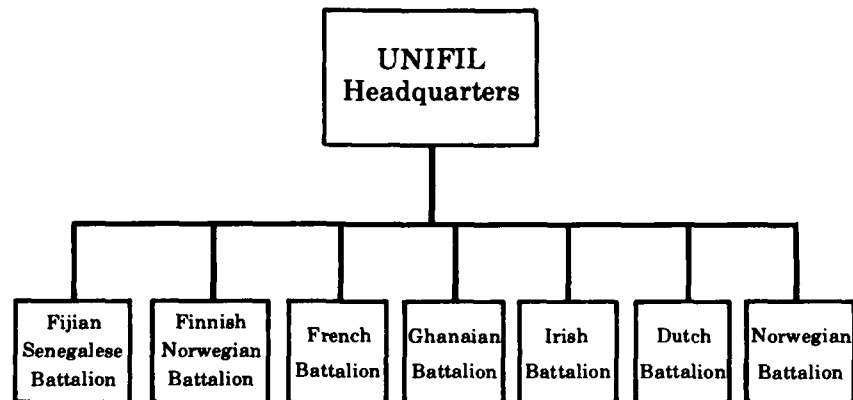 UNIFIL
Headquarters
Fijian
Senegalese
Battalion
Finnish
Norwegian
Battalion
French
Battalion
Ghanaian
Battalion
Irish
Battalion
Dutch
Battalion
Norwegian
Battalion